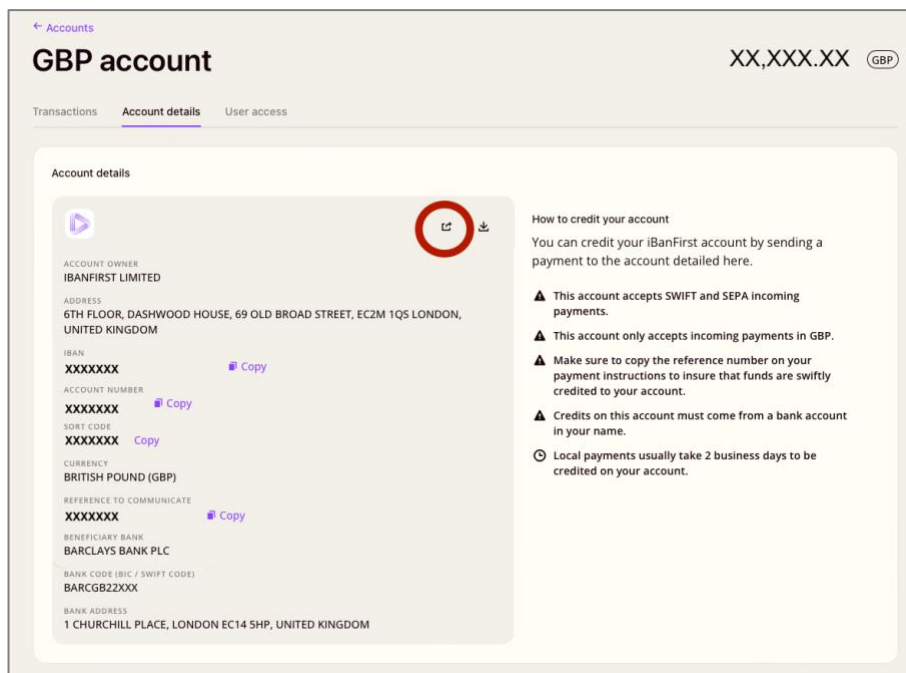 ← Accounts
GBP account
XX,XXX.XX GBP
Transactions Account details User access
Account details
ACCOUNT OWNER
IBANFIRST LIMITED
ADDRESS
6TH FLOOR, DASHWOOD HOUSE, 69 OLD BROAD STREET, EC2M 1QS LONDON,
UNITED KINGDOM
IBAN
XXXXXXX Copy
ACCOUNT NUMBER
XXXXXXX Copy
SORT CODE
XXXXXXX Copy
CURRENCY
BRITISH POUND (GBP)
REFERENCE TO COMMUNICATE
XXXXXXX Copy
BENEFICIARY BANK
BARCLAYS BANK PLC
BANK CODE (BIC / SWIFT CODE)
BARCGB22XXX
BANK ADDRESS
1 CHURCHILL PLACE, LONDON EC14 5HP, UNITED KINGDOM
How to credit your account
You can credit your iBanFirst account by sending a
payment to the account detailed here.
This account accepts SWIFT and SEPA incoming
payments.
This account only accepts incoming payments in GBP.
Make sure to copy the reference number on your
payment instructions to insure that funds are swiftly
credited to your account.
Credits on this account must come from a bank account
in your name.
Local payments usually take 2 business days to be
credited on your account.